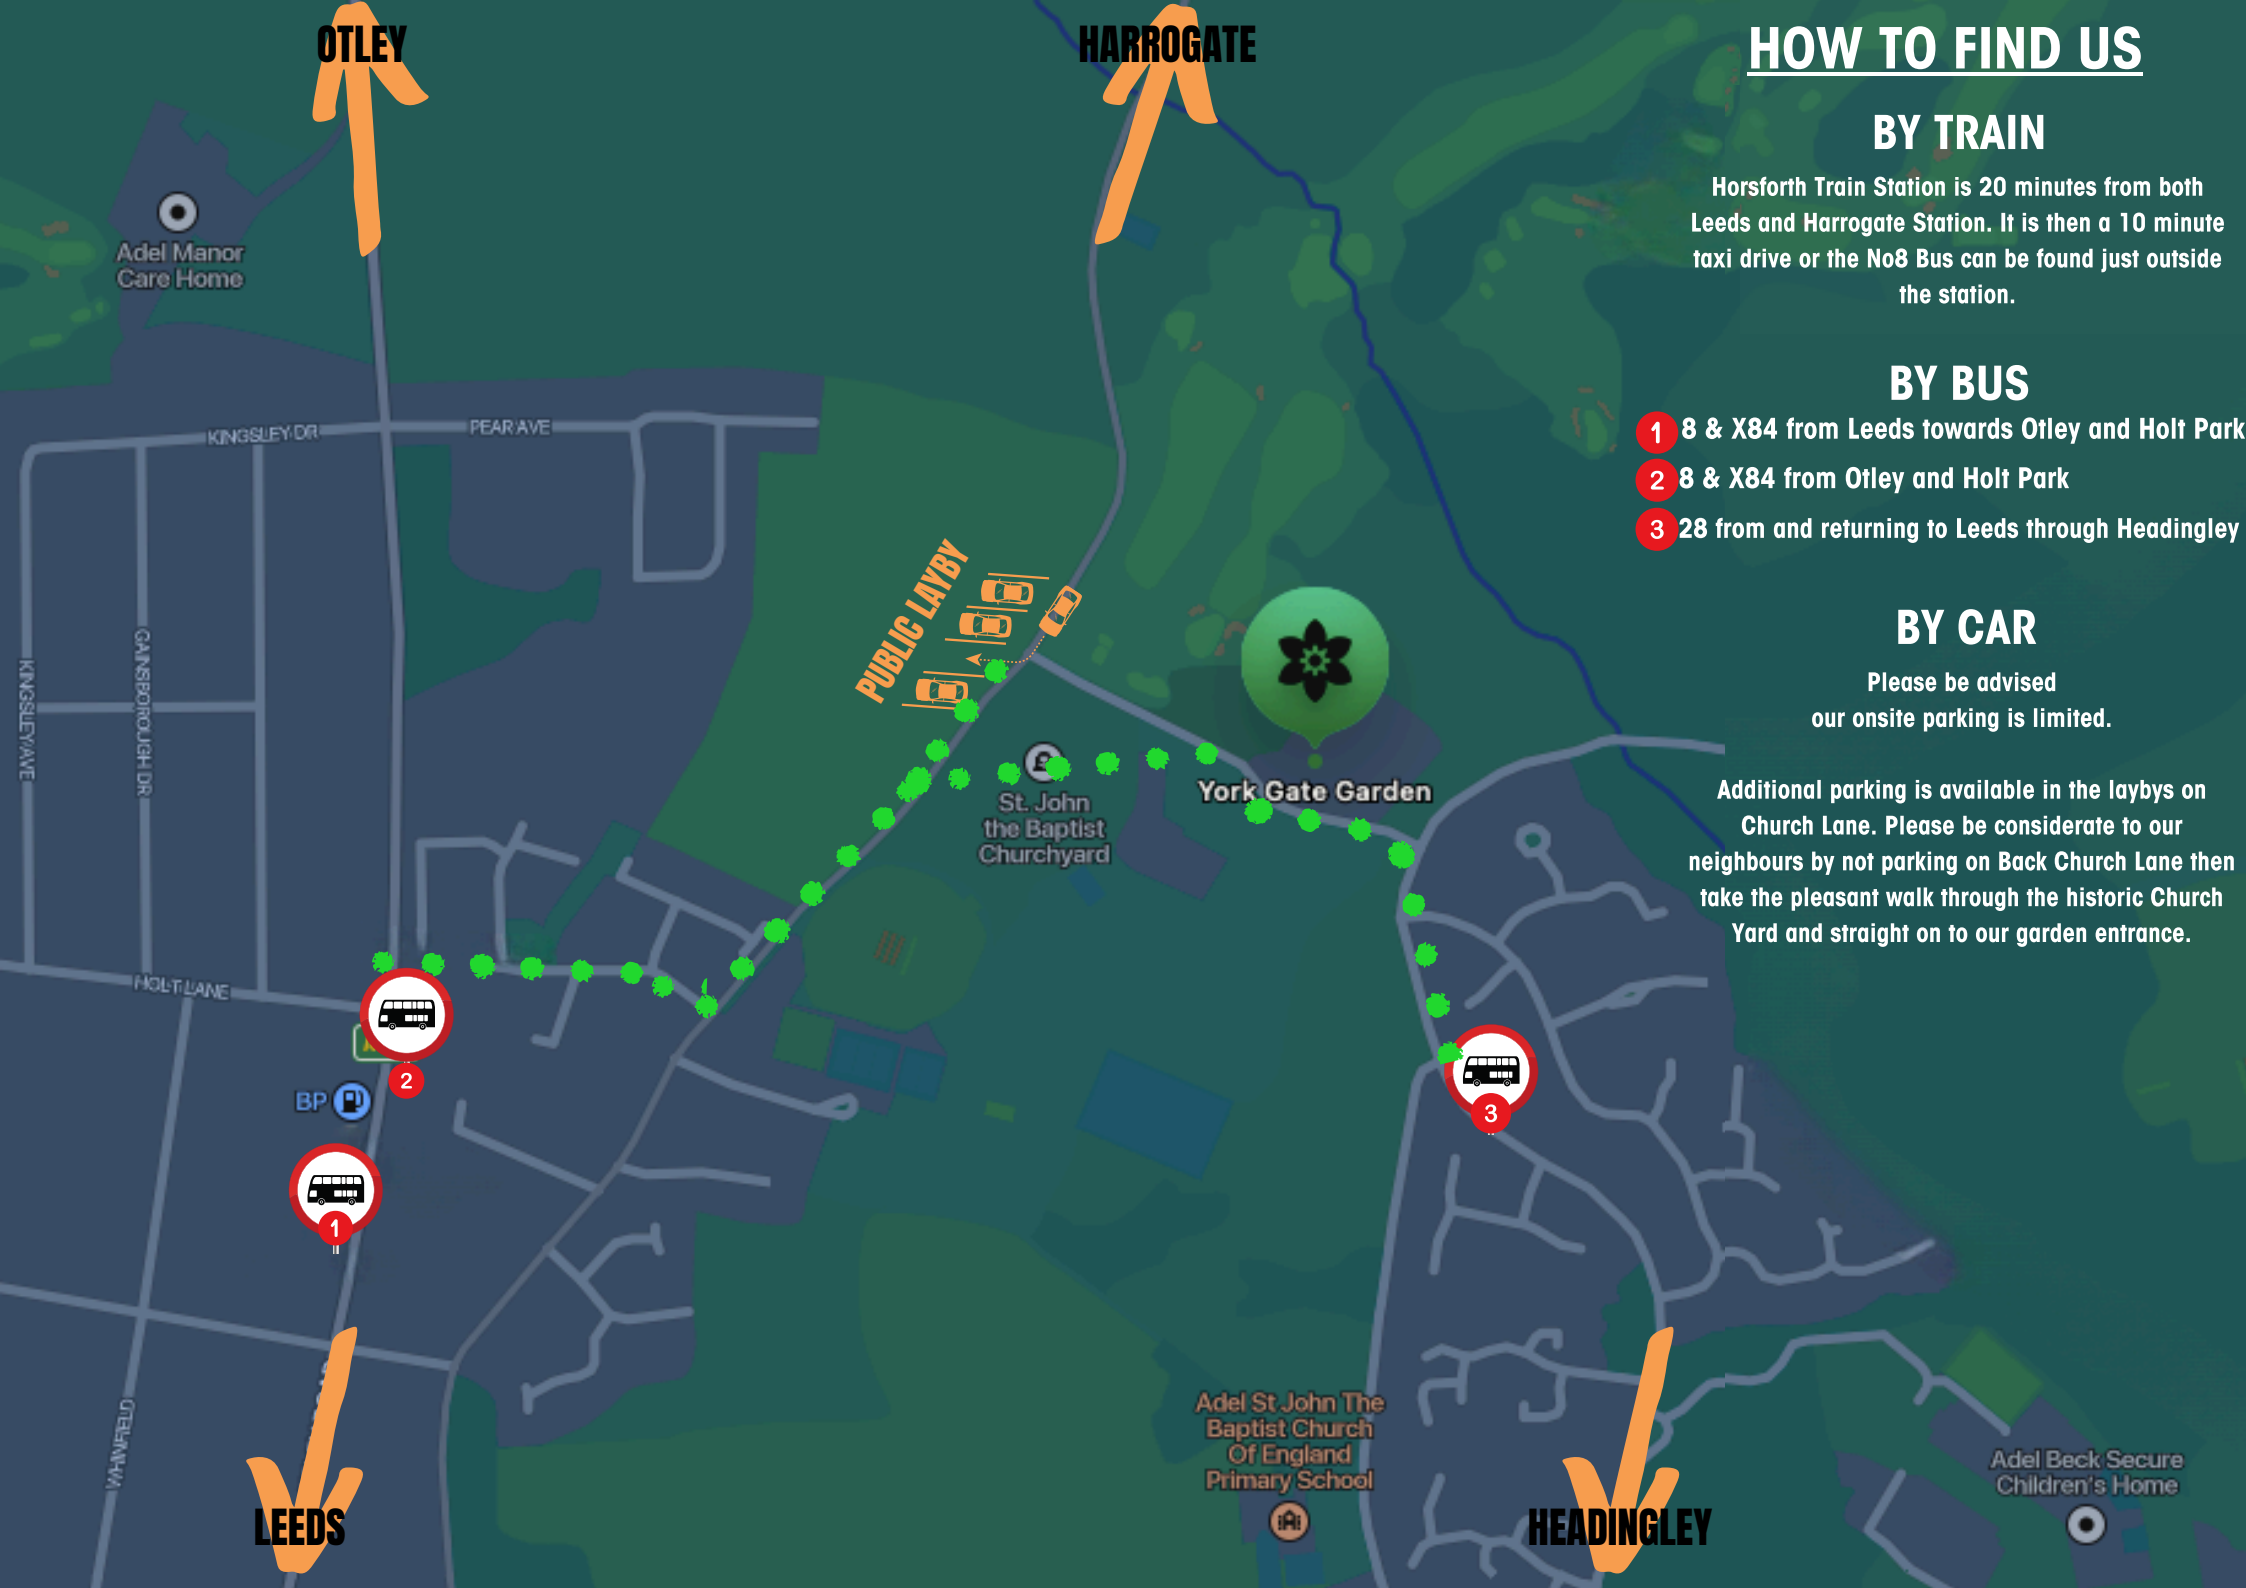 OTLEY
HARROGATE
HOW TO FIND US
BY TRAIN
Horsforth Train Station is 20 minutes from both
Leeds and Harrogate Station. It is then a 10 minute
taxi drive or the No8 Bus can be found just outside
the station.
BY BUS
1 8 & X84 from Leeds towards Otley and Holt Park
2 8 & X84 from Otley and Holt Park
3 28 from and returning to Leeds through Headingley
BY CAR
Please be advised
our onsite parking is limited.
Additional parking is available in the laybys on
Church Lane. Please be considerate to our
neighbours by not parking on Back Church Lane then
take the pleasant walk through the historic Church
Yard and straight on to our garden entrance.
Adel Manor
Care Home
KINGSLEY DR
PEAR AVE
KINGSLEY AVE
GAINSBOROUGH DR
PUBLIC LAYBY
York Gate Garden
St. John
the Baptist
Churchyard
HOLT LANE
2
BP
1
3
WHINFIELD
Adel St John The
Baptist Church
Of England
Primary School
Adel Beck Secure
Children's Home
LEEDS
HEADINGLEY